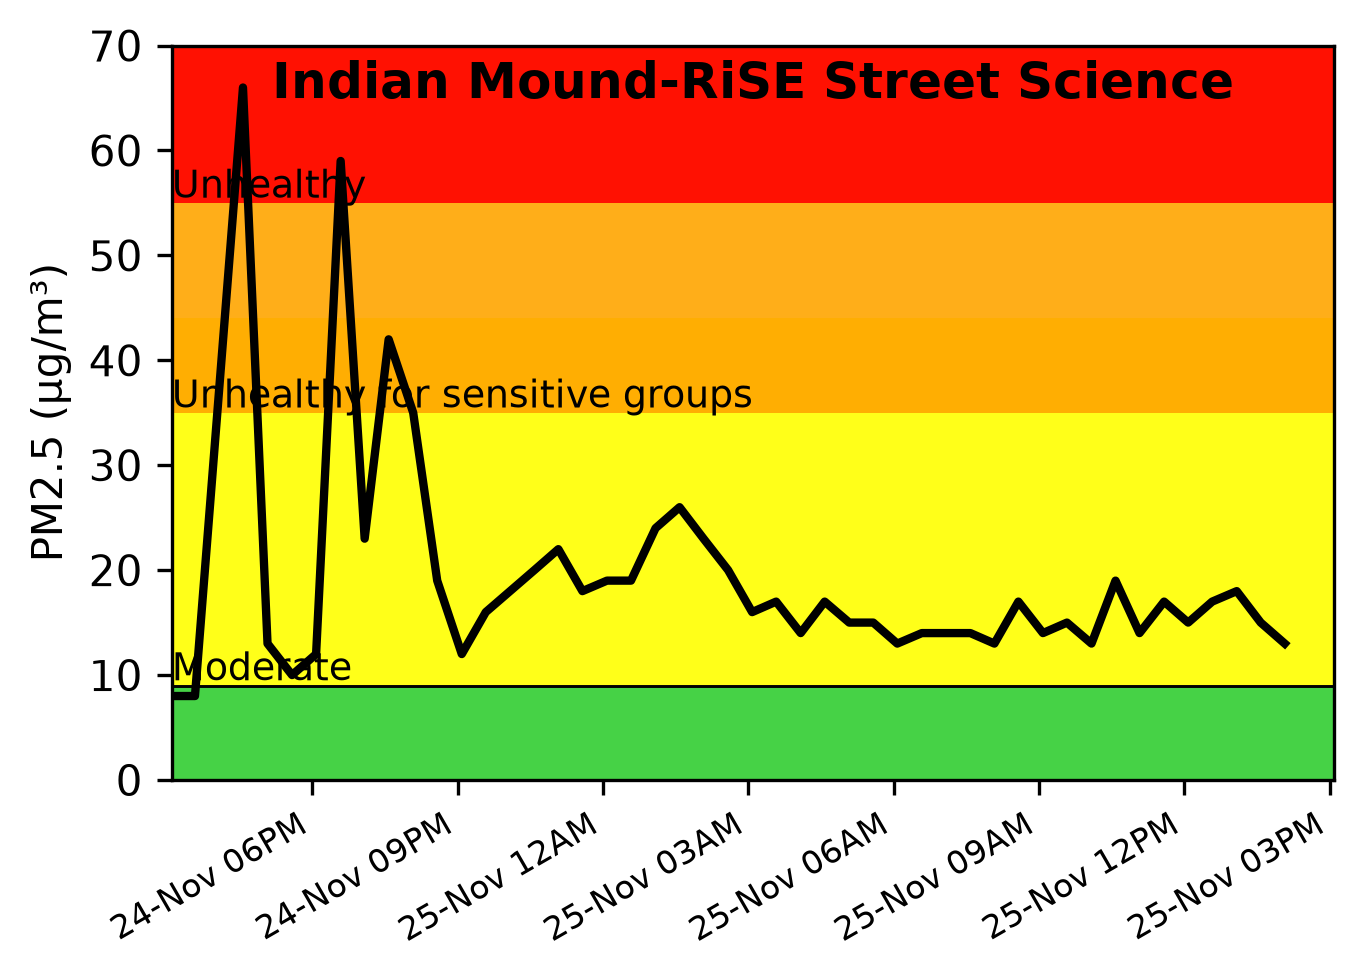 Indian Mound-RiSE Street Science
PM2.5 (µg/m³)
70
60
50
40
30
20
10
0
Unhealthy
Unhealthy for sensitive groups
Moderate
24-Nov 06PM
24-Nov 09PM
25-Nov 12AM
25-Nov 03AM
25-Nov 06AM
25-Nov 09AM
25-Nov 12PM
25-Nov 03PM